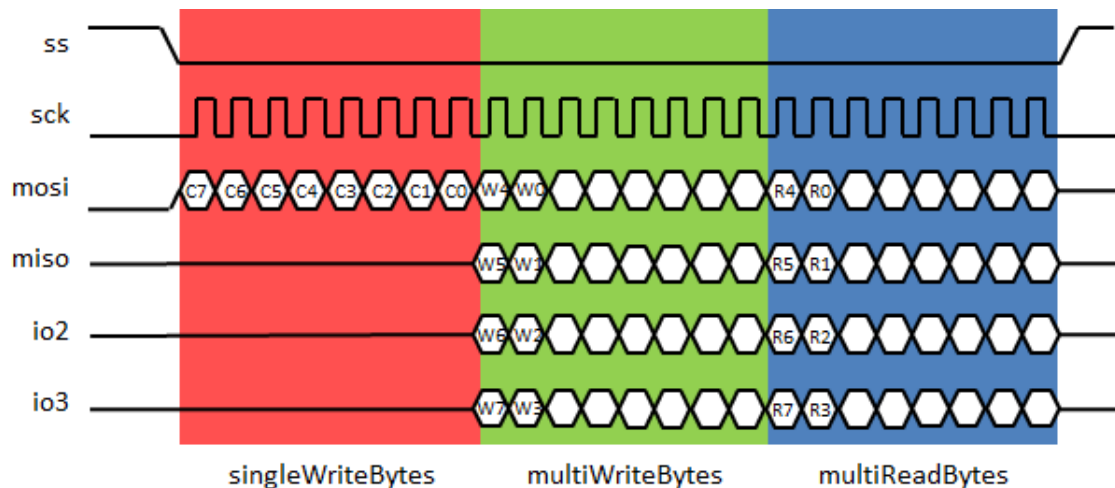 ss
sck
mosi C7 C6 C5 C4 C3 C2 C1 C0 W4 W0 R4 R0
miso W5 W1 R5 R1
io2 W6 W2 R6 R2
io3 W7 W3 R7 R3
singleWriteBytes multiWriteBytes multiReadBytes